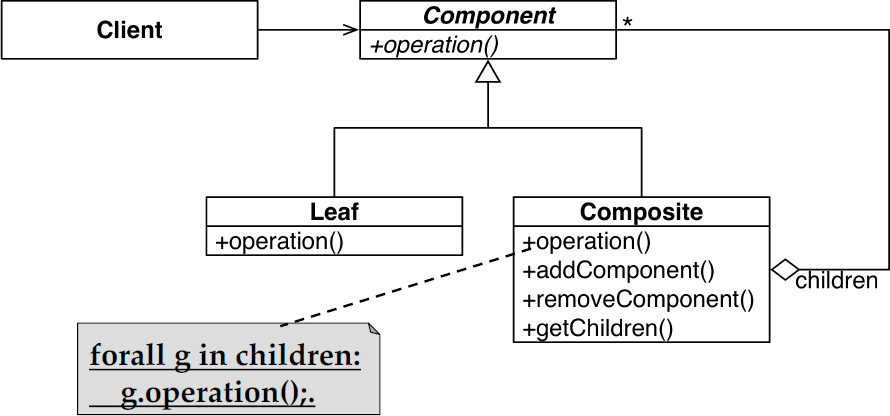 Client
Component
+operation()
*
Leaf
+operation()
Composite
+operation()
+addComponent()
+removeComponent()
+getChildren()
children
forall g in children:
g.operation();.